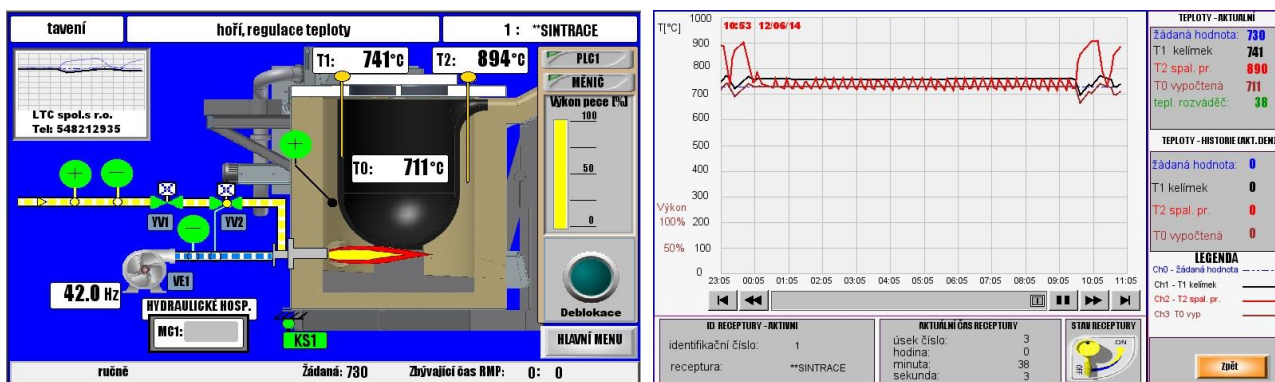 tavení
hoří, regulace teploty
1 : **SINTRACE
T1: 741°C
T2: 894°C
PLC1
MĚNIČ
Výkon pece [%]
100
50
0
LTC spol.s r.o.
Tel: 548212935
T0: 711°C
YV1
YV2
VE1
42.0 Hz
HYDRAULICKÉ HOSP.
MC1:
KS1
Deblokace
HLAVNÍ MENU
ručně
Žádaná: 730
Zbývající čas RMP: 0: 0
T[°C]
10:53 12/06/14
1000
900
800
700
600
500
400
300
200
100
0
Výkon
100%
50%
23:05 00:05 01:05 02:05 03:05 04:05 05:05 06:05 07:05 08:05 09:05 10:05 11:05
ID RECEPTURY - AKTIVNI
identifikační číslo: 1
receptura: **SINTRACE
AKTUÁLNÍ ČAS RECEPTURY
úsek číslo: 3
hodina: 0
minuta: 38
sekunda: 3
STAV RECEPTURY
ON
OFF
TEPLOTY - AKTUALNÍ
žádaná hodnota: 730
T1 kelímek 741
T2 spal. pr. 890
T0 vypočtená 711
tepl. rozváděč: 38
TEPLOTY - HISTORIE (AKT.DEN)
žádaná hodnota: 0
T1 kelímek 0
T2 spal. pr. 0
T0 vypočtená 0
LEGENDA
Ch0 - žádaná hodnota
Ch1 - T1 kelímek
Ch2 - T2 spal. pr.
Ch3 T0 vyp
Zpět